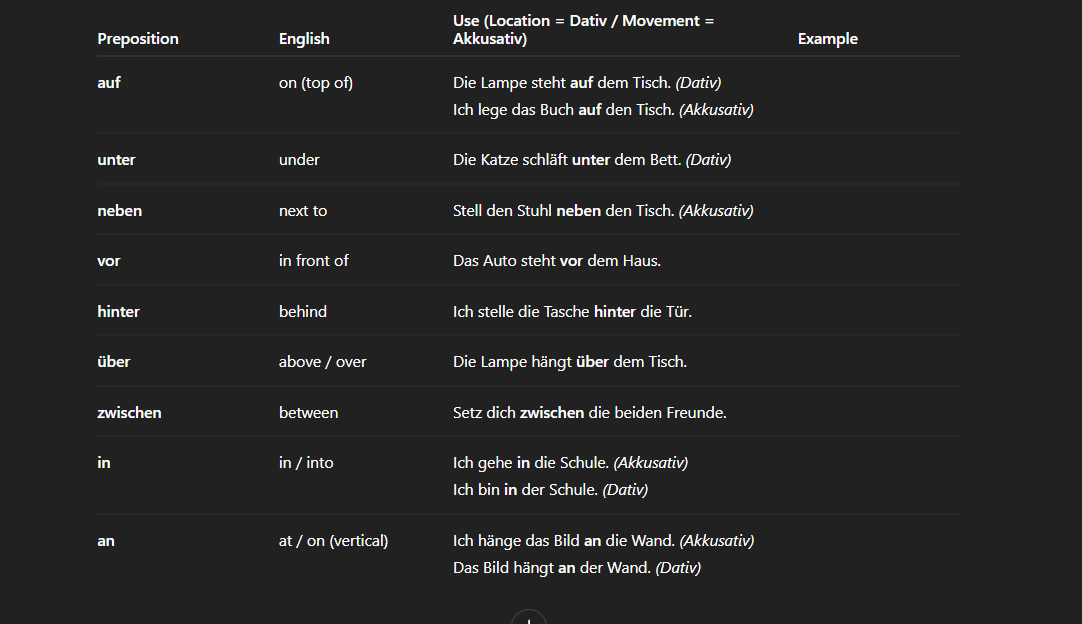 Use (Location = Dativ / Movement =
Preposition English Akkusativ) Example
auf on (top of) Die Lampe steht auf dem Tisch. (Dativ)
Ich lege das Buch auf den Tisch. (Akkusativ)
unter under Die Katze schläft unter dem Bett. (Dativ)
neben next to Stell den Stuhl neben den Tisch. (Akkusativ)
vor in front of Das Auto steht vor dem Haus.
hinter behind Ich stelle die Tasche hinter die Tür.
über above / over Die Lampe hängt über dem Tisch.
zwischen between Setz dich zwischen die beiden Freunde.
in in / into Ich gehe in die Schule. (Akkusativ)
Ich bin in der Schule. (Dativ)
an at / on (vertical) Ich hänge das Bild an die Wand. (Akkusativ)
Das Bild hängt an der Wand. (Dativ)